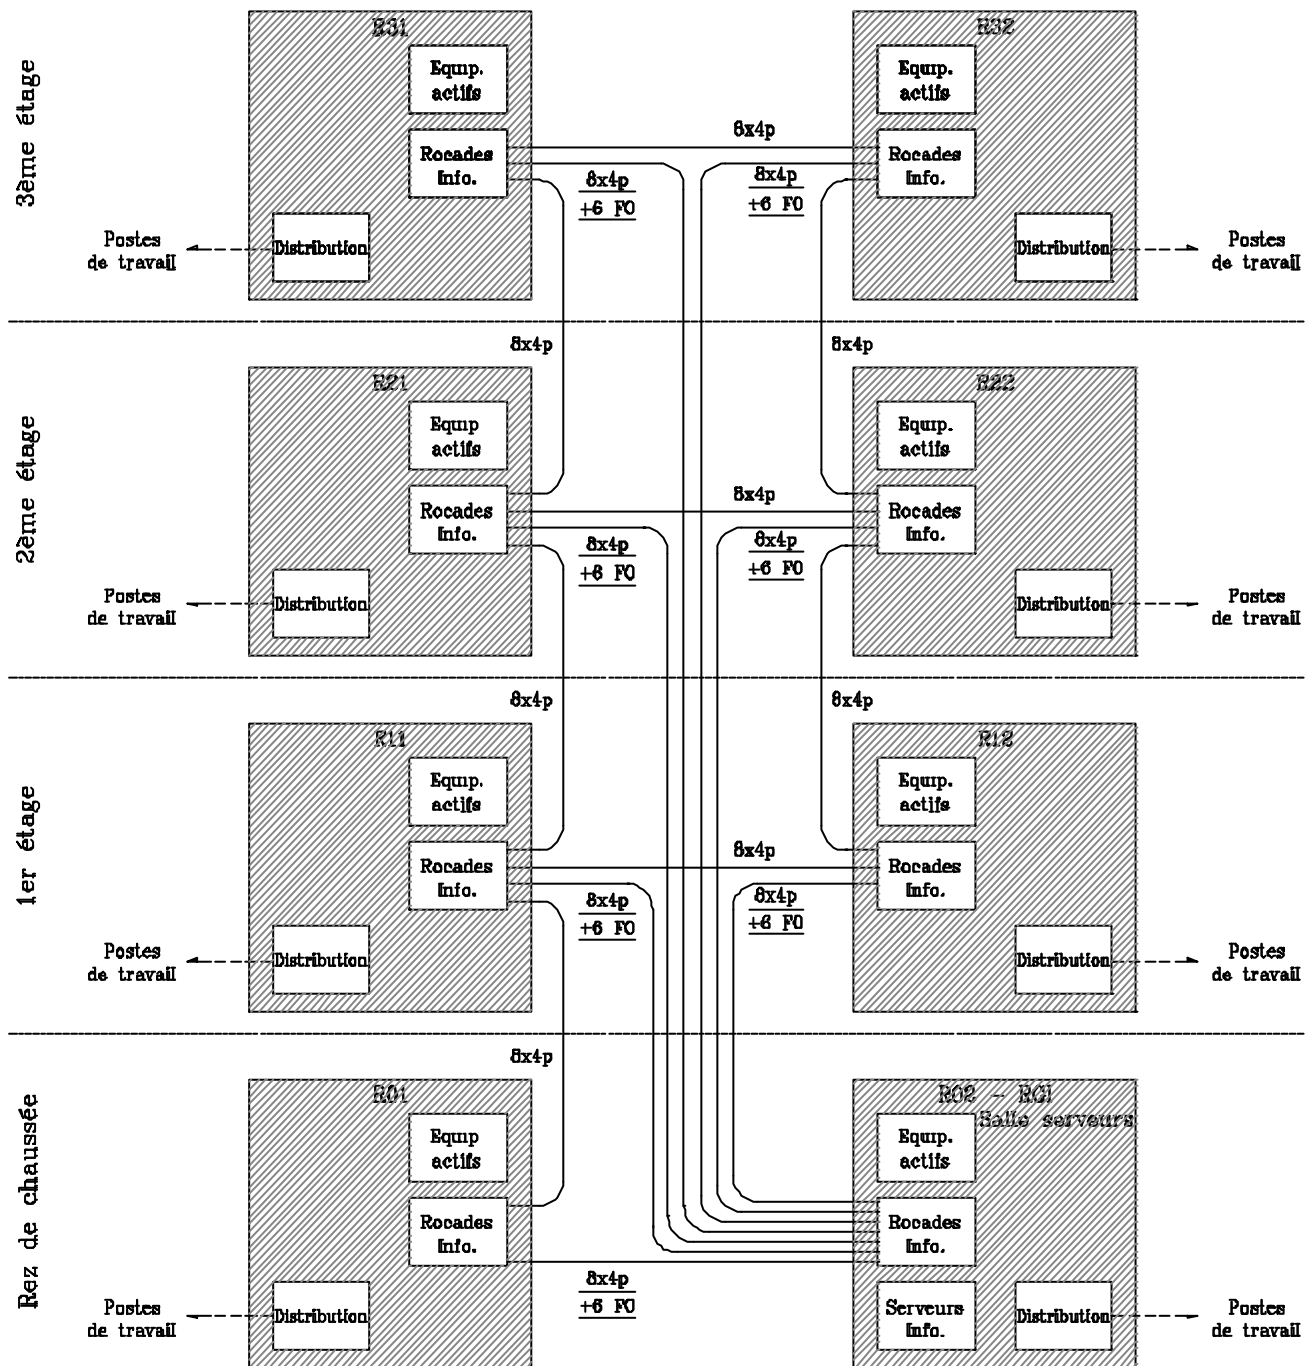 3ème étage
R31
R32
Equip.
actifs
Equip.
actifs
8x4p
Rocades
Info.
8x4p
+6 FO
8x4p
+6 FO
Rocades
Info.
Postes
de travail
Distribution
Distribution
Postes
de travail
8x4p
8x4p
2ème étage
R21
R22
Equip
actifs
Equip.
actifs
8x4p
Rocades
Info.
8x4p
+6 FO
8x4p
+6 FO
Rocades
Info.
Postes
de travail
Distribution
Distribution
Postes
de travail
8x4p
8x4p
1er étage
R11
R12
Equip.
actifs
Equip.
actifs
8x4p
Rocades
Info.
8x4p
+6 FO
8x4p
+6 FO
Rocades
Info.
Postes
de travail
Distribution
Distribution
Postes
de travail
8x4p
Rez de chaussée
R01
R02 - RGI
Salle serveurs
Equip
actifs
Equip.
actifs
Rocades
Info.
Rocades
Info.
8x4p
+6 FO
Postes
de travail
Distribution
Serveurs
Info.
Distribution
Postes
de travail